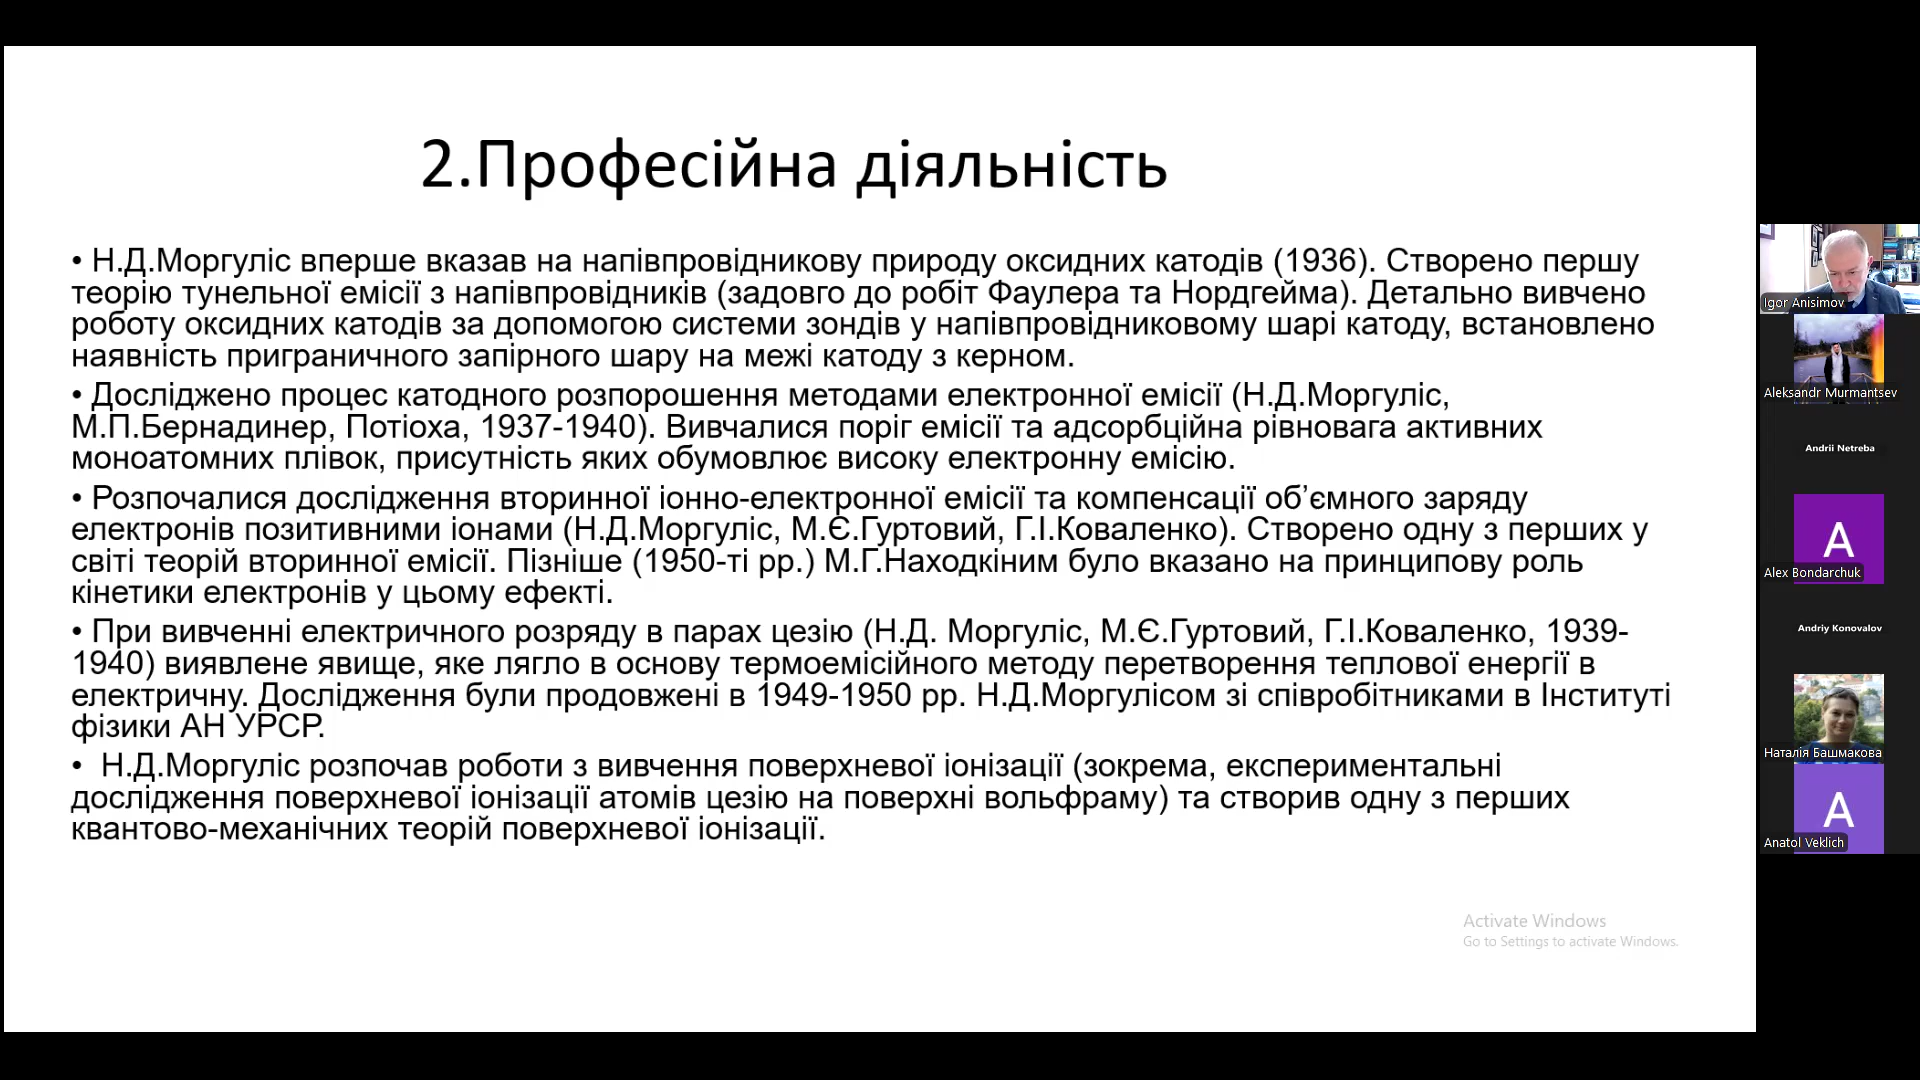 2.Професійна діяльність
• Н.Д.Моргуліс вперше вказав на напівпровідникову природу оксидних катодів (1936). Створено першу
теорію тунельної емісії з напівпровідників (задовго до робіт Фаулера та Нордгейма). Детально вивчено
роботу оксидних катодів за допомогою системи зондів у напівпровідниковому шарі катоду, встановлено
наявність приграничного запірного шару на межі катоду з керном.
• Досліджено процес катодного розпорошення методами електронної емісії (Н.Д.Моргуліс,
М.П.Бернадинер, Потіоха, 1937-1940). Вивчалися поріг емісії та адсорбційна рівновага активних
моноатомних плівок, присутність яких обумовлює високу електронну емісію.
• Розпочалися дослідження вторинної іонно-електронної емісії та компенсації об’ємного заряду
електронів позитивними іонами (Н.Д.Моргуліс, М.Є.Гуртовий, Г.І.Коваленко). Створено одну з перших у
світі теорій вторинної емісії. Пізніше (1950-ті рр.) М.Г.Находкіним було вказано на принципову роль
кінетики електронів у цьому ефекті.
• При вивченні електричного розряду в парах цезію (Н.Д. Моргуліс, М.Є.Гуртовий, Г.І.Коваленко, 1939-
1940) виявлене явище, яке лягло в основу термоемісійного методу перетворення теплової енергії в
електричну. Дослідження були продовжені в 1949-1950 рр. Н.Д.Моргулісом зі співробітниками в Інституті
фізики АН УРСР.
• Н.Д.Моргуліс розпочав роботи з вивчення поверхневої іонізації (зокрема, експериментальні
дослідження поверхневої іонізації атомів цезію на поверхні вольфраму) та створив одну з перших
квантово-механічних теорій поверхневої іонізації.
Activate Windows
Go to Settings to activate Windows.
Igor Anisimov
Aleksandr Murmantsev
Andrii Netreba
A
Alex Bondarchuk
Andriy Konovalov
Наталія Башмакова
A
Anatol Veklich